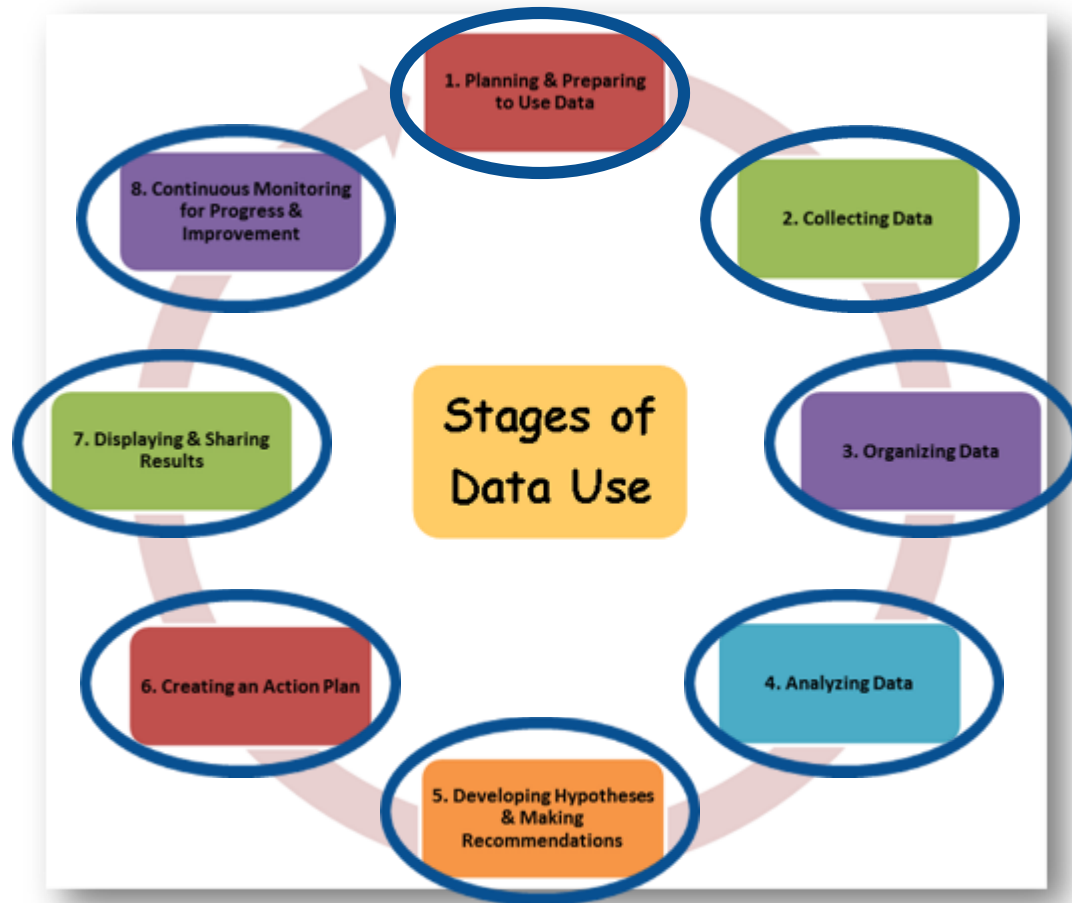 1. Planning & Preparing
to Use Data
2. Collecting Data
3. Organizing Data
4. Analyzing Data
5. Developing Hypotheses
& Making
Recommendations
6. Creating an Action Plan
7. Displaying & Sharing
Results
8. Continuous Monitoring
for Progress &
Improvement
Stages of
Data Use